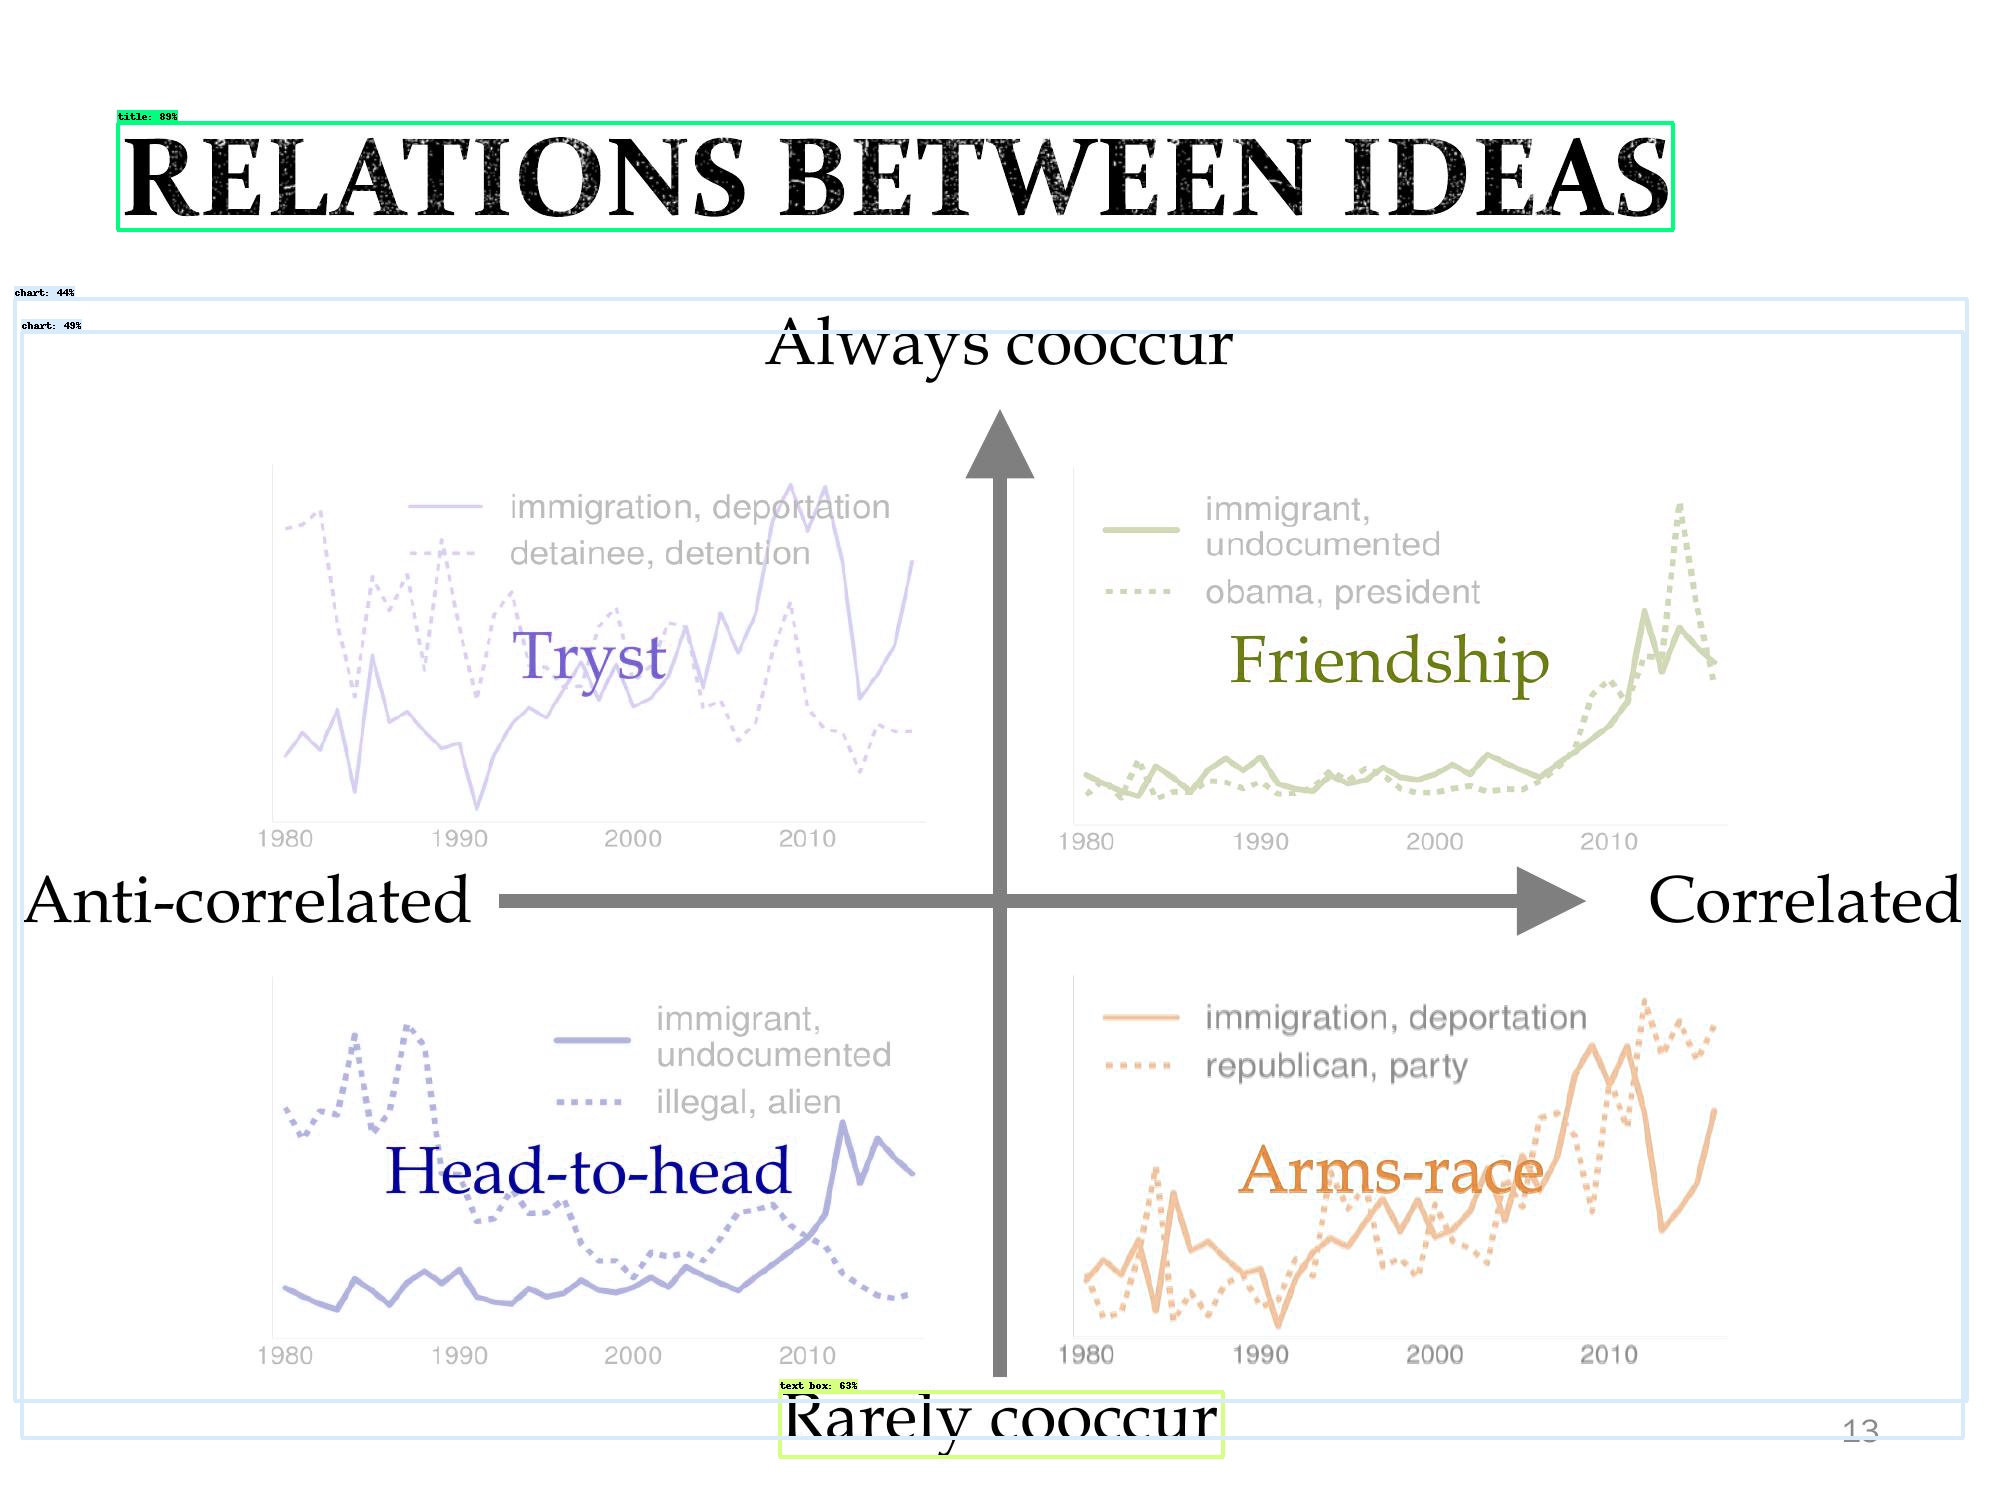 title: 89%
RELATIONS BETWEEN IDEAS
chart: 44%
chart: 49%
Always cooccur
immigration, deportation
detainee, detention
Tryst
1980 1990 2000 2010
immigrant,
undocumented
obama, president
Friendship
1980 1990 2000 2010
Anti-correlated
Correlated
immigrant,
undocumented
illegal, alien
Head-to-head
1980 1990 2000 2010
immigration, deportation
republican, party
Arms-race
1980 1990 2000 2010
text box: 63%
Rarely cooccur
13